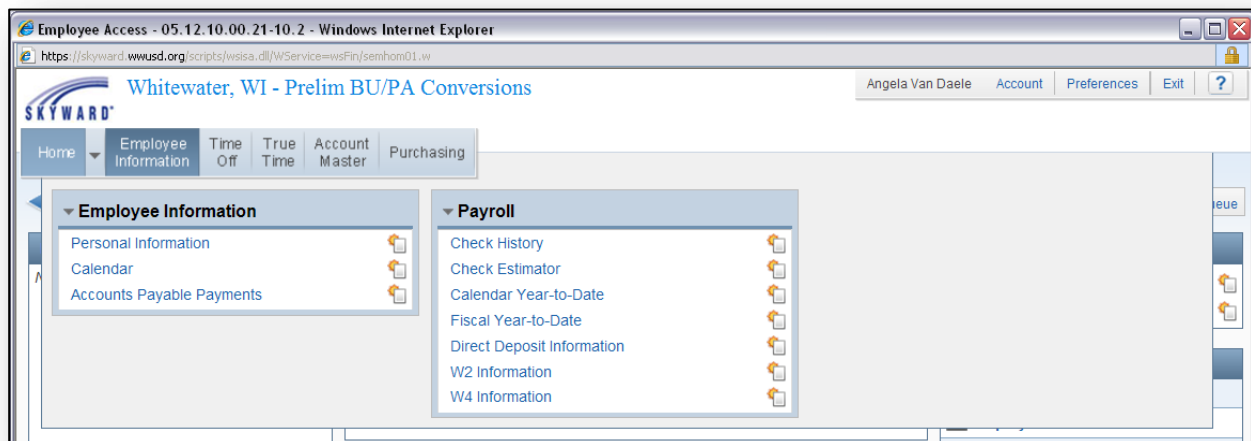 Employee Access - 05.12.10.00.21-10.2 - Windows Internet Explorer
https://skyward.wwusd.org/scripts/wsisa.dll/WService=wsFin/semhom01.w
SKYWARD
Whitewater, WI - Prelim BU/PA Conversions
Angela Van Daele Account Preferences Exit ?
Home Employee Information Time Off True Time Account Master Purchasing
Employee Information
Personal Information
Calendar
Accounts Payable Payments
Payroll
Check History
Check Estimator
Calendar Year-to-Date
Fiscal Year-to-Date
Direct Deposit Information
W2 Information
W4 Information